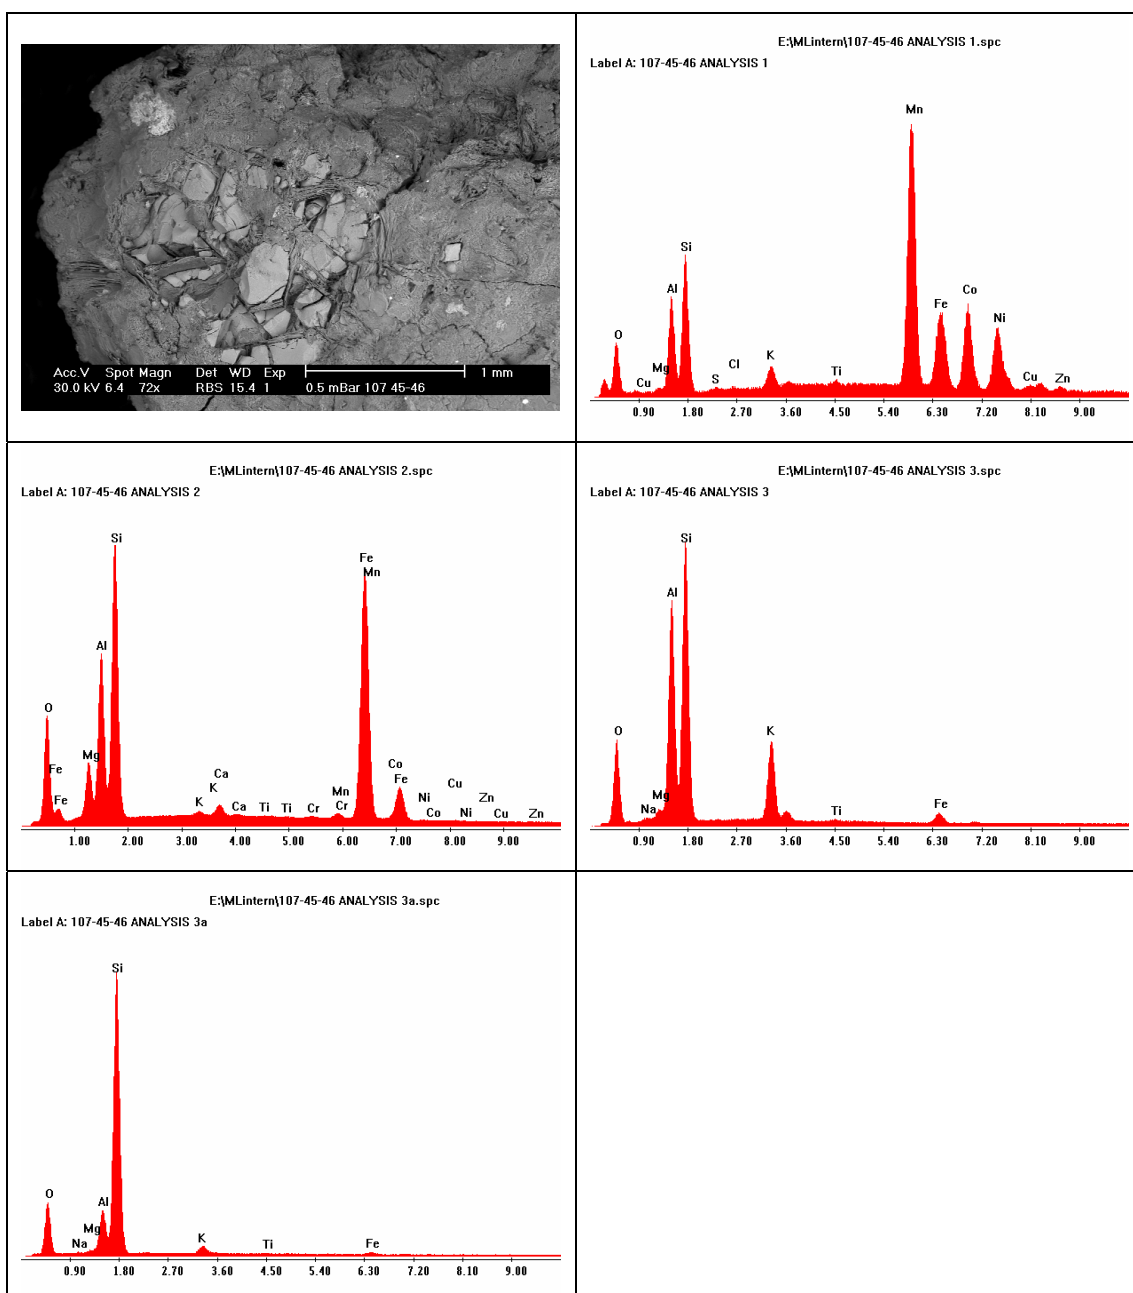 Acc.V Spot Magn Det WD Exp 1 mm
30.0 kV 6.4 72x RBS 15.4 1 0.5 mBar 107 45-46
E:\MLintern\107-45-46 ANALYSIS 1.spc
Label A: 107-45-46 ANALYSIS 1
Mn
Si
Al
Co
Fe
Ni
O
K
Cl
Mg
Ti
Cu
S
Cu
Zn
0.90 1.80 2.70 3.60 4.50 5.40 6.30 7.20 8.10 9.00
E:\MLintern\107-45-46 ANALYSIS 2.spc
Label A: 107-45-46 ANALYSIS 2
Si
Fe
Mn
Al
O
Mg
Fe
Fe
Ca
K
K
Ca
Ti
Ti
Cr
Mn
Cr
Co
Fe
Ni
Co
Cu
Ni
Zn
Cu
Zn
1.00 2.00 3.00 4.00 5.00 6.00 7.00 8.00 9.00
E:\MLintern\107-45-46 ANALYSIS 3.spc
Label A: 107-45-46 ANALYSIS 3
Si
Al
O
K
Mg
Na
Ti
Fe
0.90 1.80 2.70 3.60 4.50 5.40 6.30 7.20 8.10 9.00
E:\MLintern\107-45-46 ANALYSIS 3a.spc
Label A: 107-45-46 ANALYSIS 3a
Si
O
Al
Mg
Na
K
Ti
Fe
0.90 1.80 2.70 3.60 4.50 5.40 6.30 7.20 8.10 9.00